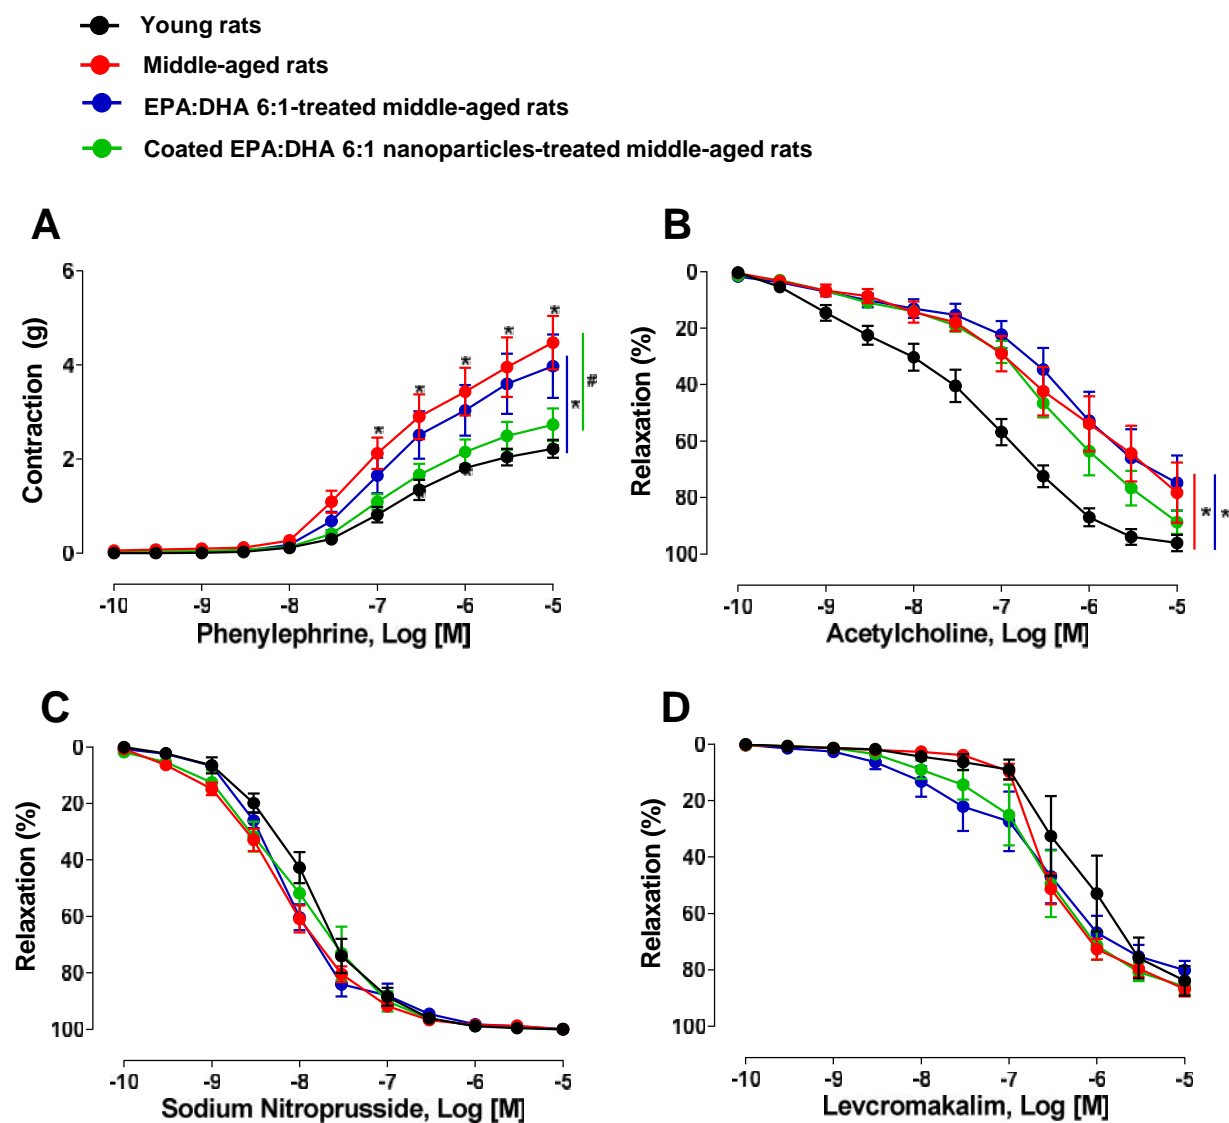 Young rats
Middle-aged rats
EPA:DHA 6:1-treated middle-aged rats
Coated EPA:DHA 6:1 nanoparticles-treated middle-aged rats
A
6
4
2
0
Contraction (g)
* * * * *
* #
* *
-10 -9 -8 -7 -6 -5
Phenylephrine, Log [M]
B
0
20
40
60
80
100
Relaxation (%)
* *
-10 -9 -8 -7 -6 -5
Acetylcholine, Log [M]
C
0
20
40
60
80
100
Relaxation (%)
-10 -9 -8 -7 -6 -5
Sodium Nitroprusside, Log [M]
D
0
20
40
60
80
100
Relaxation (%)
-10 -9 -8 -7 -6 -5
Levcromakalim, Log [M]